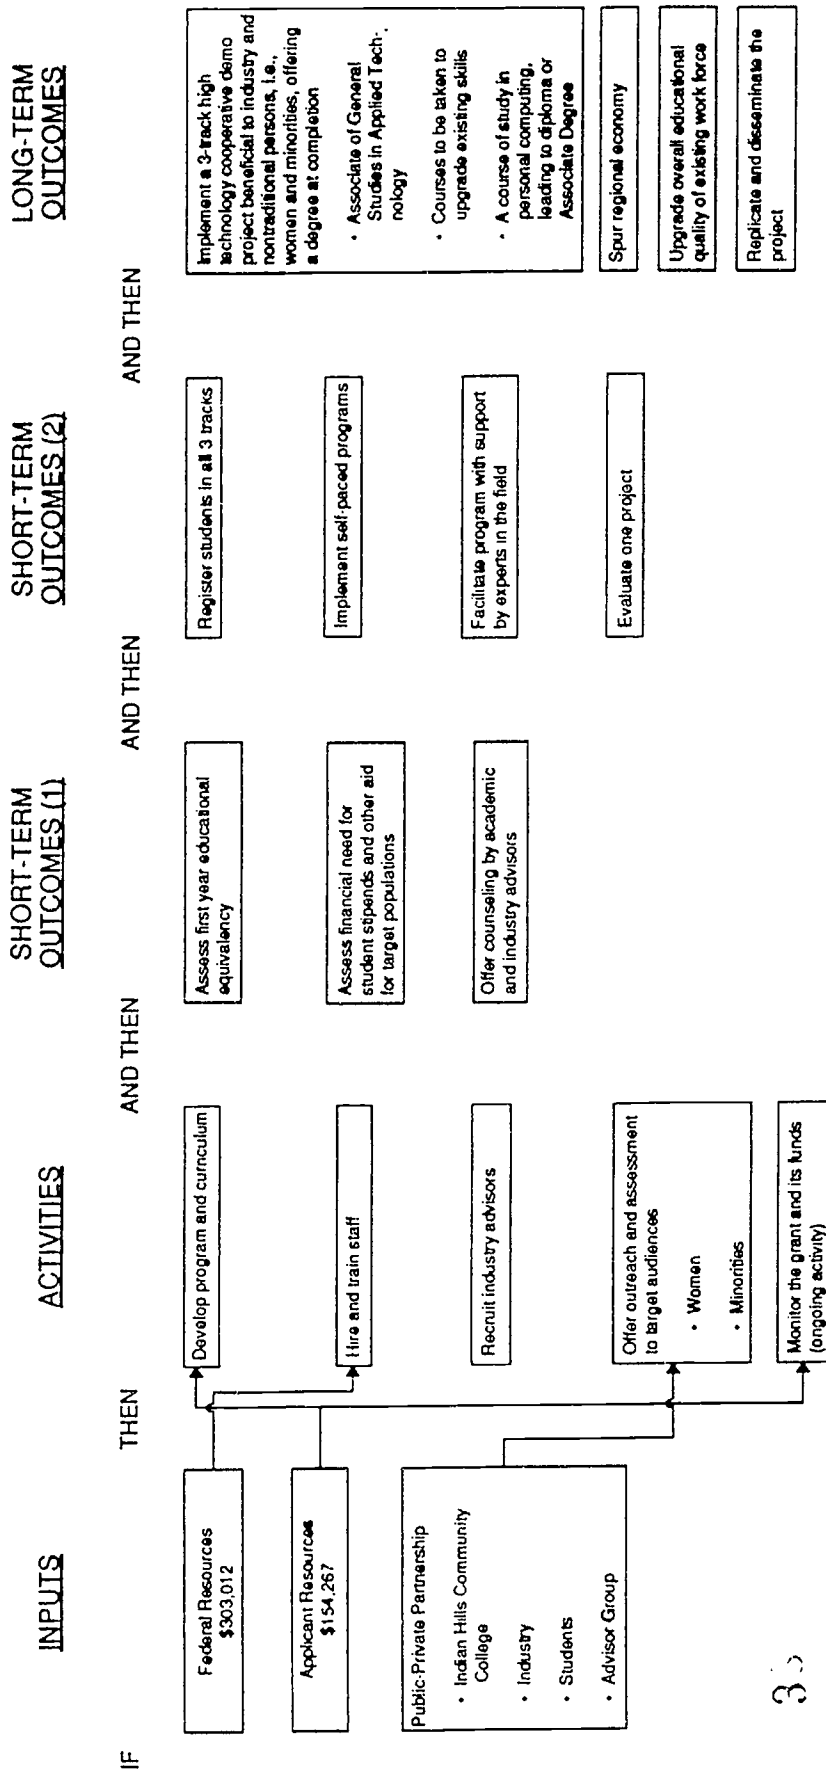 IF
INPUTS
Federal Resources
$303,012
Applicant Resources
$154,267
Public-Private Partnership
• Indian Hills Community
College
• Industry
• Students
• Advisor Group
THEN
ACTIVITIES
Develop program and curriculum
Hire and train staff
Recruit industry advisors
Offer outreach and assessment
to target audiences
• Women
• Minorities
Monitor the grant and its funds
(ongoing activity)
AND THEN
SHORT-TERM
OUTCOMES (1)
Assess first year educational
equivalency
Assess financial need for
student stipends and other aid
for target populations
Offer counseling by academic
and industry advisors
AND THEN
SHORT-TERM
OUTCOMES (2)
Register students in all 3 tracks
Implement self-paced programs
Facilitate program with support
by experts in the field
Evaluate one project
AND THEN
LONG-TERM
OUTCOMES
Implement a 3-track high
technology cooperative demo
project beneficial to industry and
nontraditional persons, i.e.,
women and minorities, offering
a degree at completion
• Associate of General
Studies in Applied Tech-
nology
• Courses to be taken to
upgrade existing skills
• A course of study in
personal computing,
leading to diploma or
Associate Degree
Spur regional economy
Upgrade overall educational
quality of existing work force
Replicate and disseminate the
project